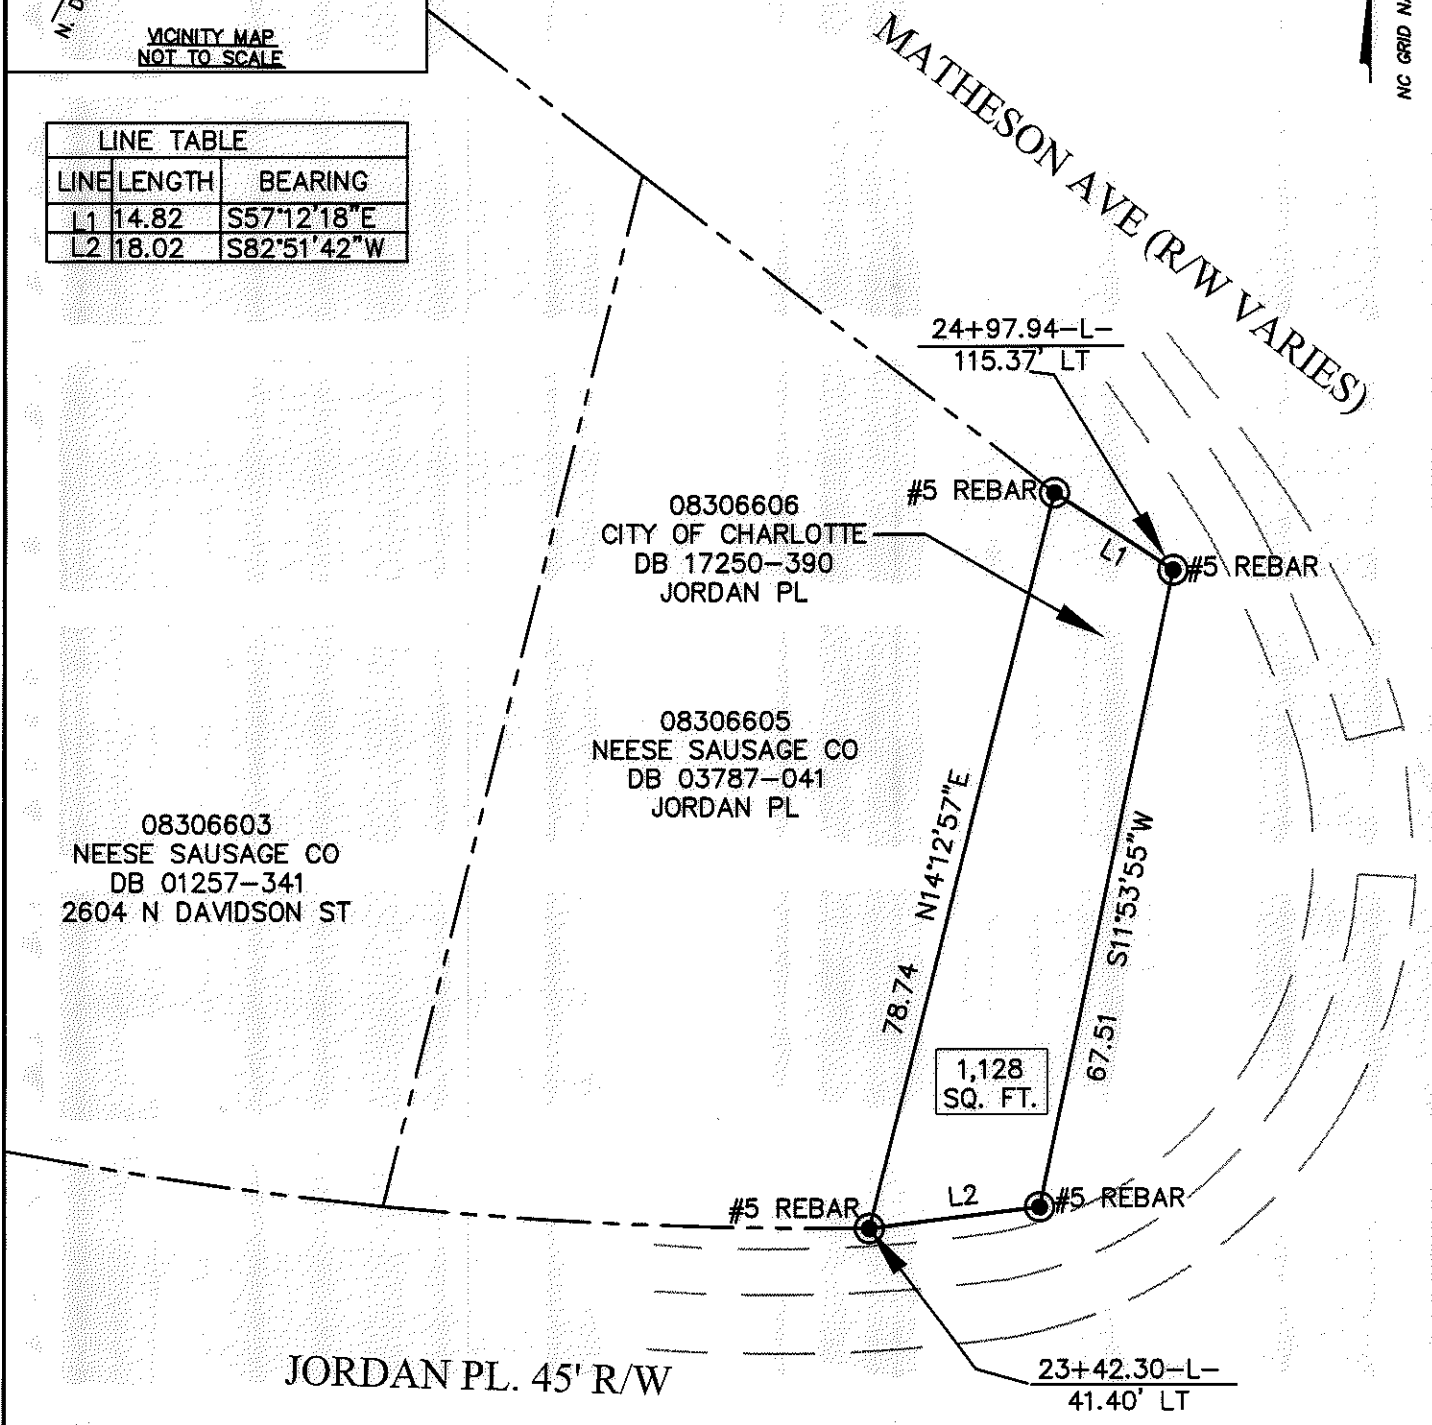 VICINITY MAP
NOT TO SCALE
NC GRID
MATHESON AVE (R/W VARIES)
LINE TABLE
LINE LENGTH BEARING
L1 14.82 S57°12'18"E
L2 18.02 S82°51'42"W
24+97.94-L-
115.37' LT
#5 REBAR
L1
#5 REBAR
08306606
CITY OF CHARLOTTE
DB 17250-390
JORDAN PL
08306605
NEESE SAUSAGE CO
DB 03787-041
JORDAN PL
08306603
NEESE SAUSAGE CO
DB 01257-341
2604 N DAVIDSON ST
78.74 N14°12'57"E
67.51 S11°53'55"W
1,128
SQ. FT.
#5 REBAR
L2
#5 REBAR
JORDAN PL. 45' R/W
23+42.30-L-
41.40' LT